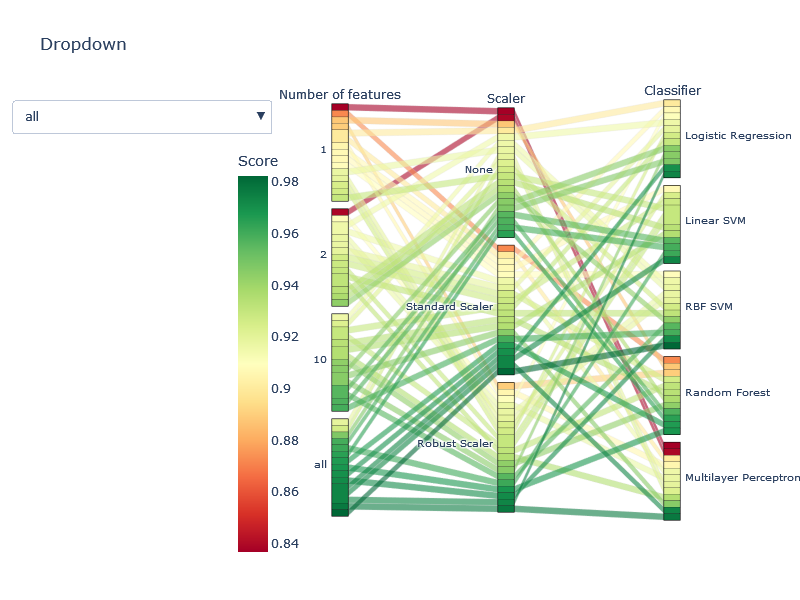 Dropdown
all
▼
Score
0.98
0.96
0.94
0.92
0.9
0.88
0.86
0.84
Number of features
1
2
10
all
Scaler
None
Standard Scaler
Robust Scaler
Classifier
Logistic Regression
Linear SVM
RBF SVM
Random Forest
Multilayer Perceptron